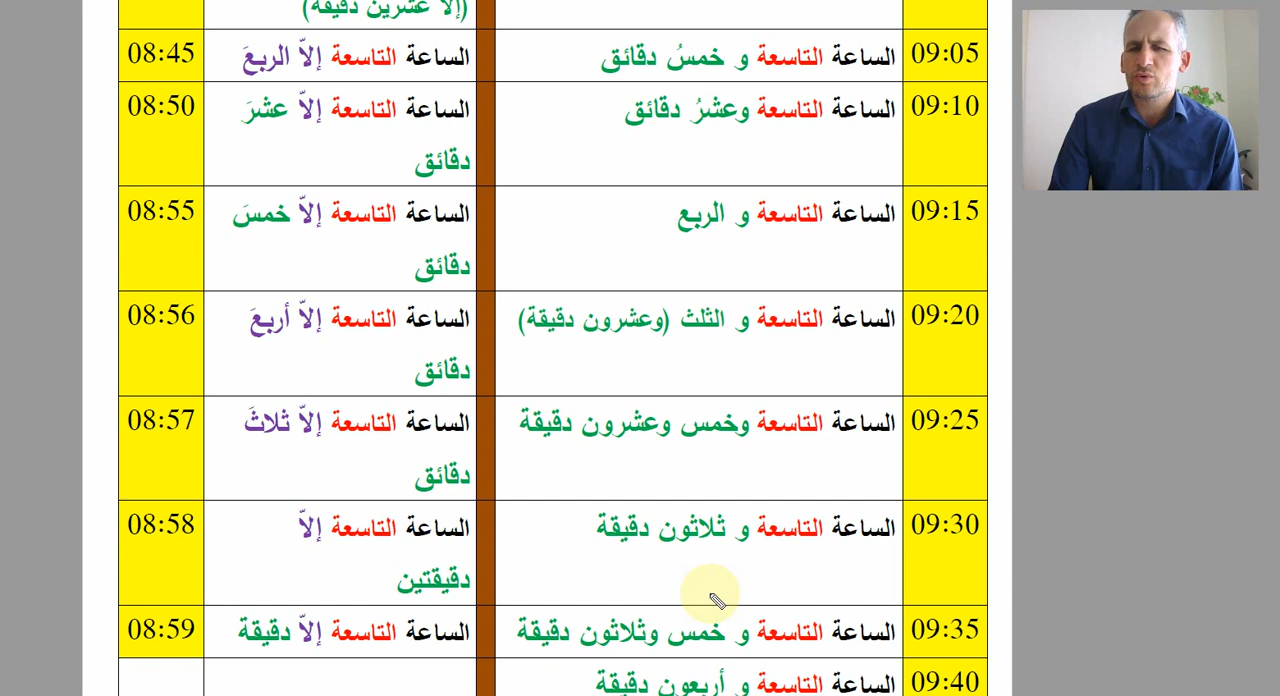 (إلا عشرين دقيقة)
09:05 الساعة التاسعة و خمسُ دقائق
08:45 الساعة التاسعة إلاّ الربعَ
09:10 الساعة التاسعة وعشرُ دقائق
08:50 الساعة التاسعة إلاّ عشرَ
دقائق
09:15 الساعة التاسعة و الربع
08:55 الساعة التاسعة إلاّ خمسَ
دقائق
09:20 الساعة التاسعة و الثلث (وعشرون دقيقة)
08:56 الساعة التاسعة إلاّ أربعَ
دقائق
09:25 الساعة التاسعة وخمس وعشرون دقيقة
08:57 الساعة التاسعة إلاّ ثلاثَ
دقائق
09:30 الساعة التاسعة و ثلاثون دقيقة
08:58 الساعة التاسعة إلاّ
دقيقتين
09:35 الساعة التاسعة و خمس وثلاثون دقيقة
08:59 الساعة التاسعة إلاّ دقيقة
09:40 الساعة التاسعة و أربعون دقيقة